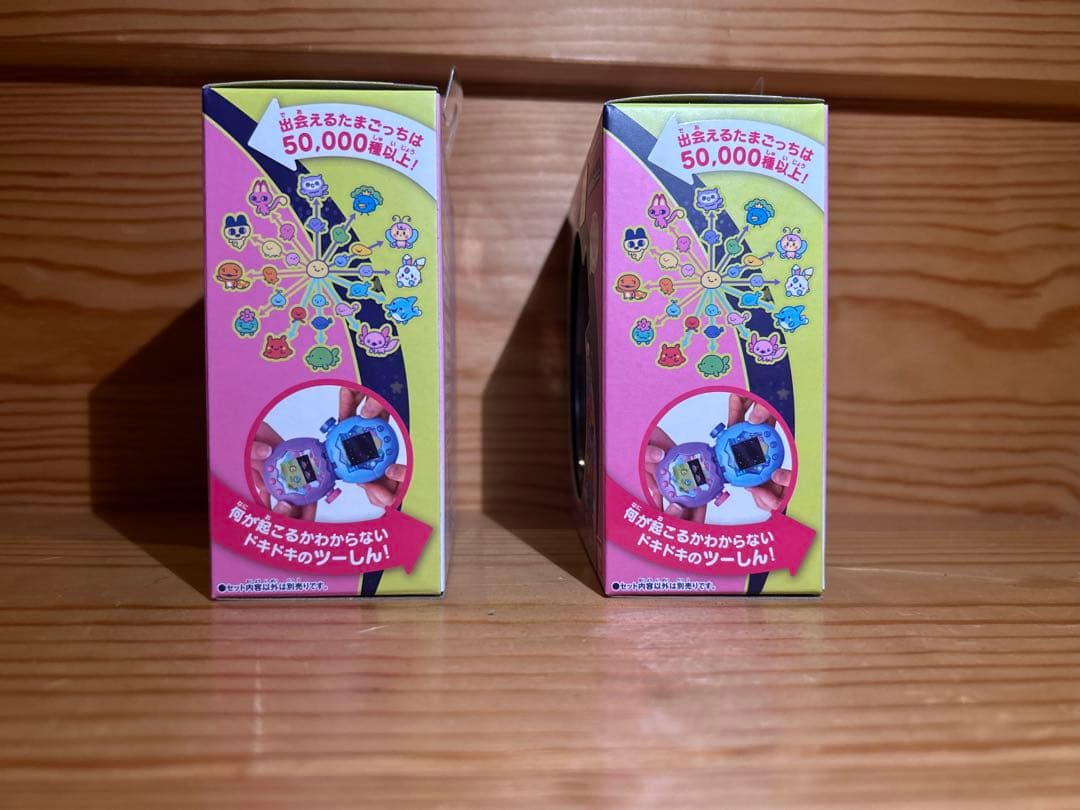 出会えるたまごっちは
50,000種以上!
何が起こるかわからない
ドキドキのツーしん!
●セット内容以外は別売りです。
出会えるたまごっちは
50,000種以上!
何が起こるかわからない
ドキドキのツーしん!
●セット内容以外は別売りです。